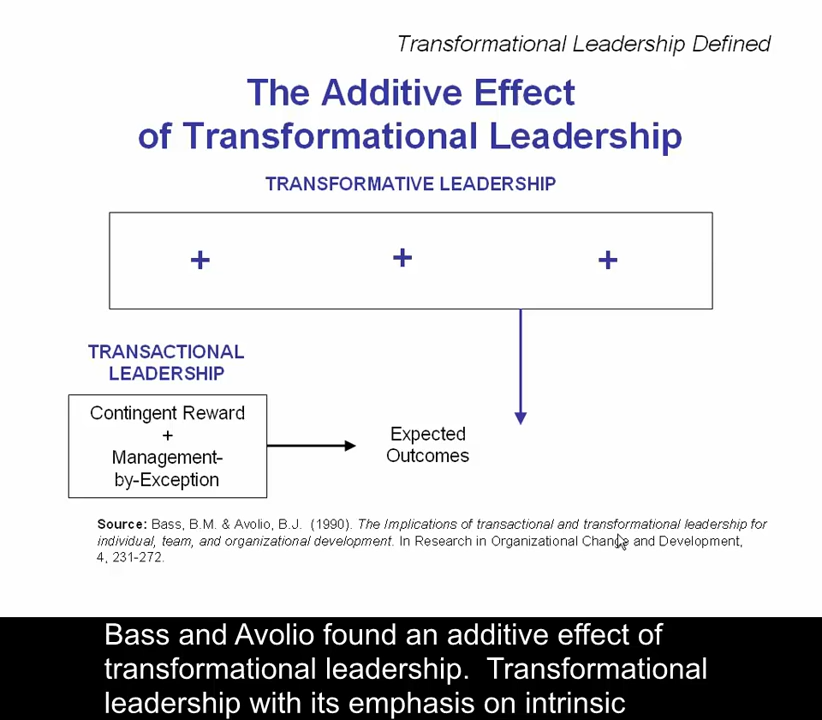 Transformational Leadership Defined
The Additive Effect
of Transformational Leadership
TRANSFORMATIVE LEADERSHIP
+ + +
TRANSACTIONAL
LEADERSHIP
Contingent Reward
+
Management-
by-Exception
Expected
Outcomes
Source: Bass, B.M. & Avolio, B.J. (1990). The Implications of transactional and transformational leadership for
individual, team, and organizational development. In Research in Organizational Change and Development,
4, 231-272.
Bass and Avolio found an additive effect of
transformational leadership. Transformational
leadership with its emphasis on intrinsic